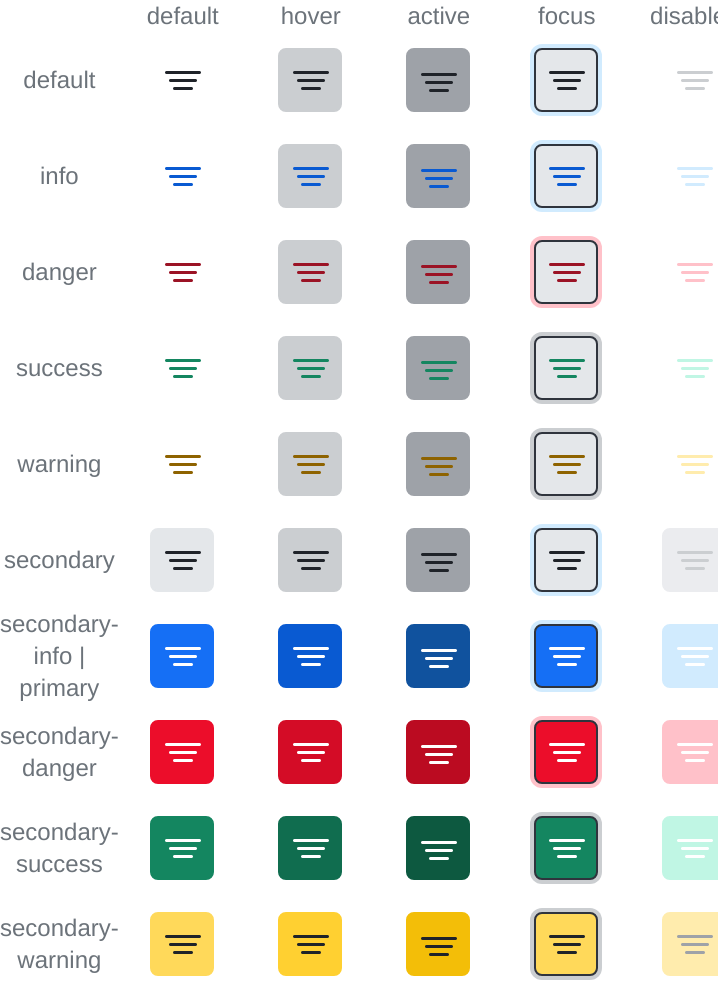 default hover active focus disable
default
info
danger
success
warning
secondary
secondary-
info |
primary
secondary-
danger
secondary-
success
secondary-
warning